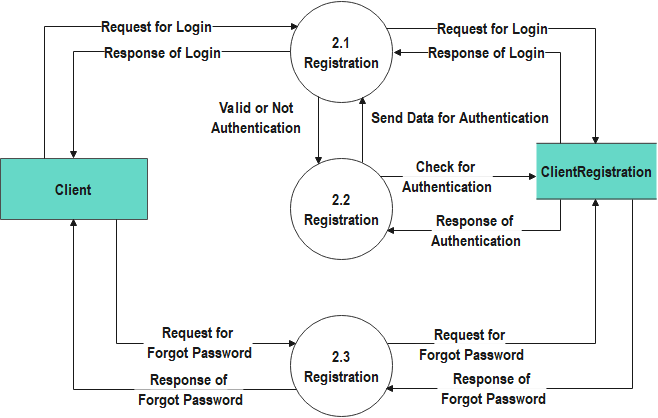 Request for Login
Response of Login
2.1
Registration
Request for Login
Response of Login
Valid or Not
Authentication
Send Data for Authentication
Client
2.2
Registration
Check for
Authentication
ClientRegistration
Response of
Authentication
Request for
Forgot Password
Response of
Forgot Password
2.3
Registration
Request for
Forgot Password
Response of
Forgot Password